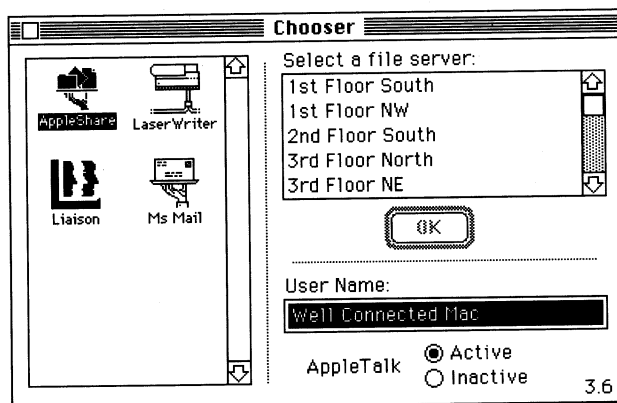 Chooser
AppleShare
LaserWriter
Liaison
Ms Mail
Select a file server:
1st Floor South
1st Floor NW
2nd Floor South
3rd Floor North
3rd Floor NE
OK
User Name:
Well Connected Mac
AppleTalk
Active
Inactive
3.6